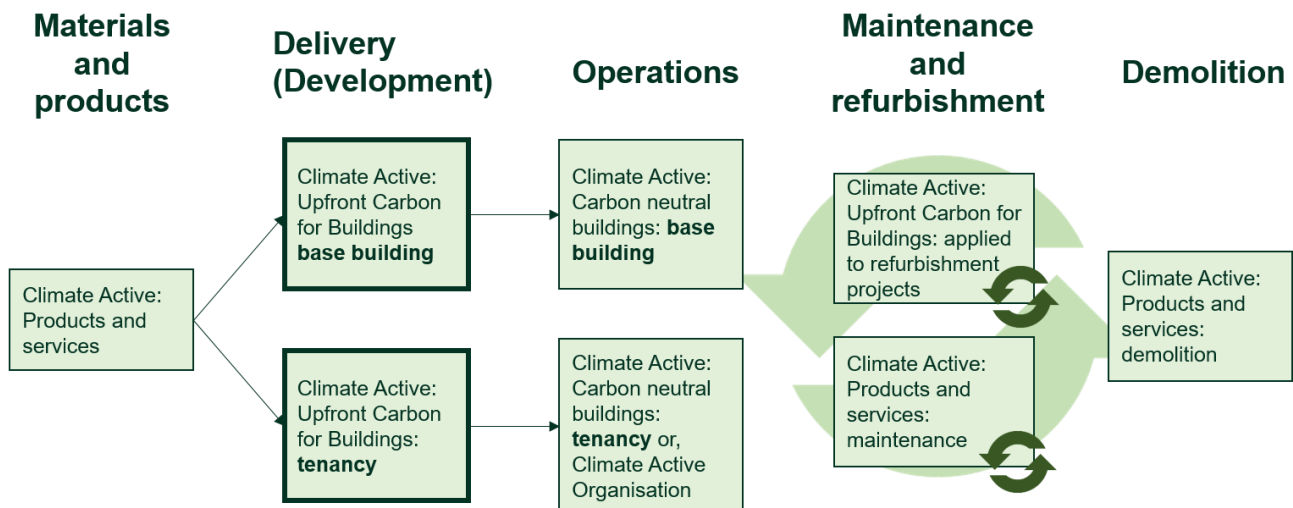 Materials
and
products
Delivery
(Development)
Operations
Maintenance
and
refurbishment
Demolition
Climate Active:
Products and
services
Climate Active:
Upfront Carbon
for Buildings
base building
Climate Active:
Upfront Carbon
for Buildings:
tenancy
Climate Active:
Carbon neutral
buildings: base
building
Climate Active:
Carbon neutral
buildings:
tenancy or,
Climate Active
Organisation
Climate Active:
Upfront Carbon for
Buildings: applied
to refurbishment
projects
Climate Active:
Products and
services:
maintenance
Climate Active:
Products and
services:
demolition